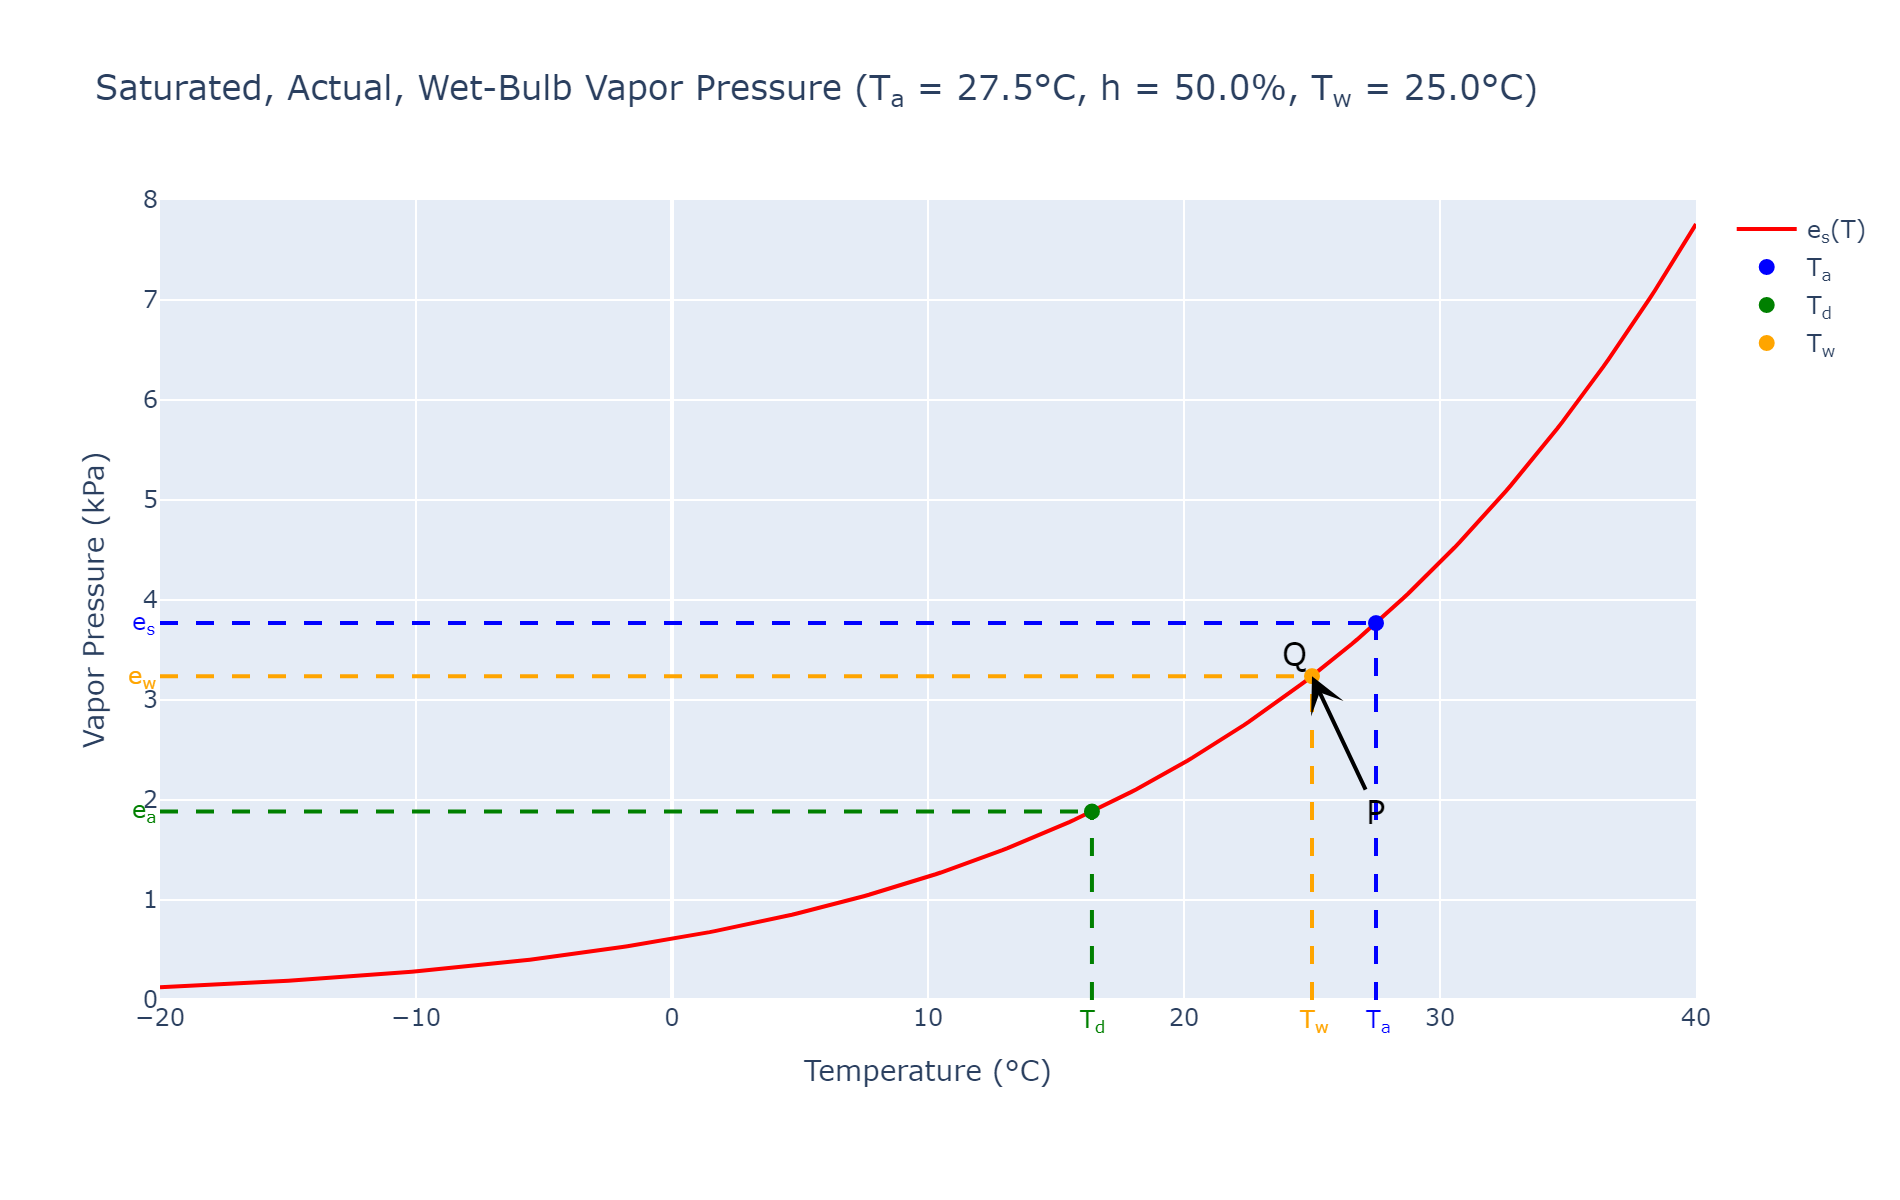 Saturated, Actual, Wet-Bulb Vapor Pressure (Ta = 27.5°C, h = 50.0%, Tw = 25.0°C)
8
7
6
5
4
3
2
1
0
es
ew
ea
Vapor Pressure (kPa)
Q
P
−20
−10
0
10
20
30
40
Td
Tw
Ta
Temperature (°C)
es(T)
Ta
Td
Tw